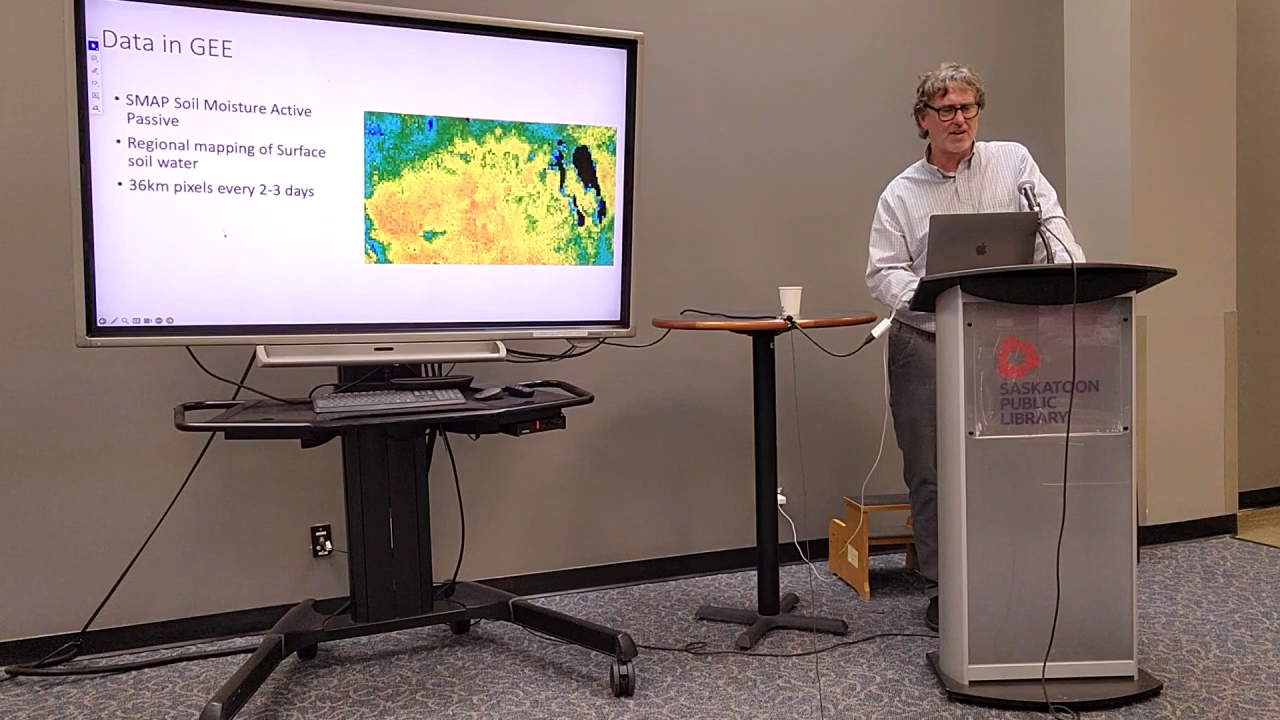 Data in GEE
• SMAP Soil Moisture Active
Passive
• Regional mapping of Surface
soil water
• 36km pixels every 2-3 days
SASKATOON
PUBLIC
LIBRARY